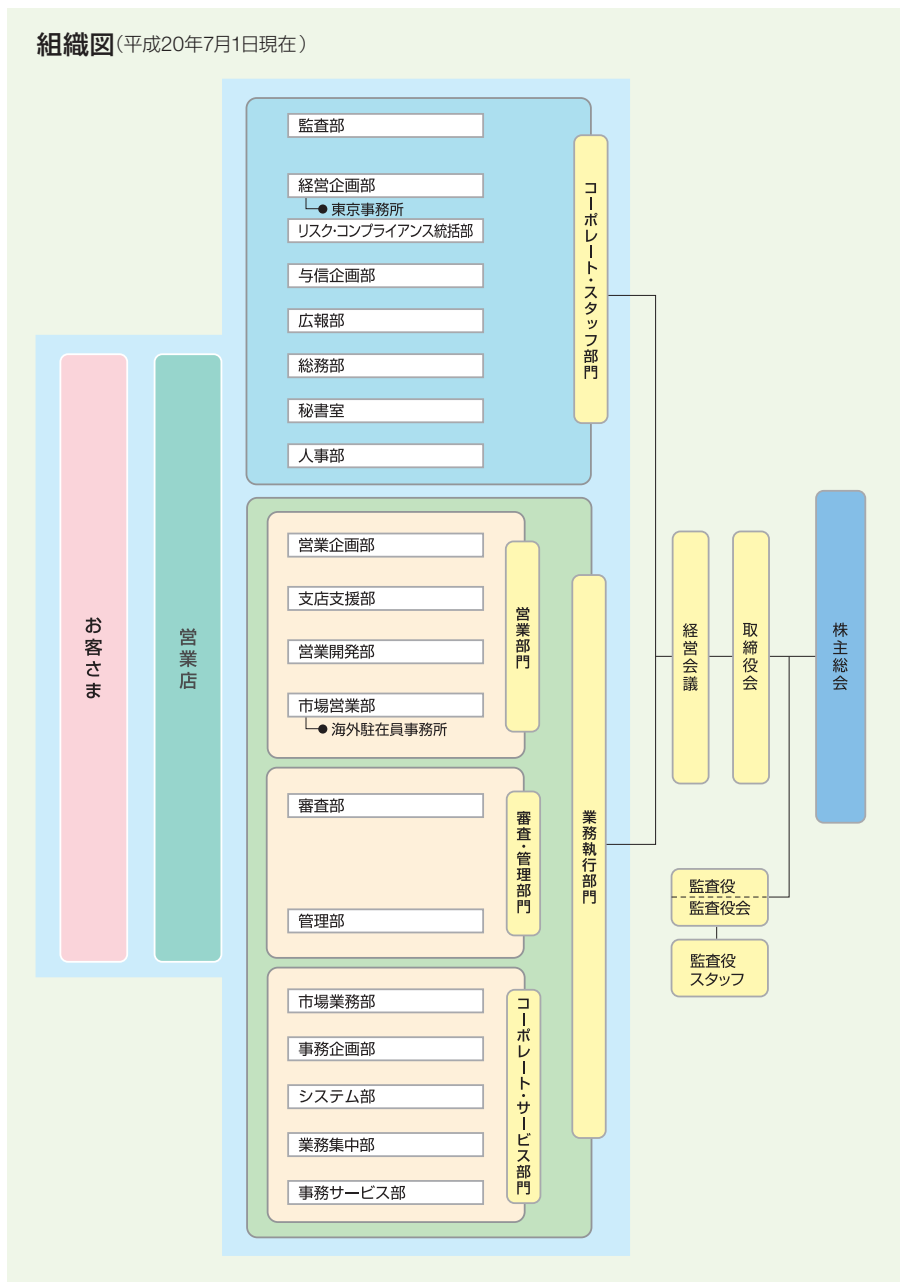 組織図(平成20年7月1日現在)
監査部
経営企画部
東京事務所
リスク・コンプライアンス統括部
与信企画部
広報部
総務部
秘書室
人事部
コーポレート・スタッフ部門
営業企画部
支店支援部
営業開発部
市場営業部
海外駐在員事務所
営業部門
審査部
管理部
審査・管理部門
市場業務部
事務企画部
システム部
業務集中部
事務サービス部
コーポレート・サービス部門
業務執行部門
お客さま
営業店
経営会議
取締役会
株主総会
監査役
監査役会
監査役
スタッフ